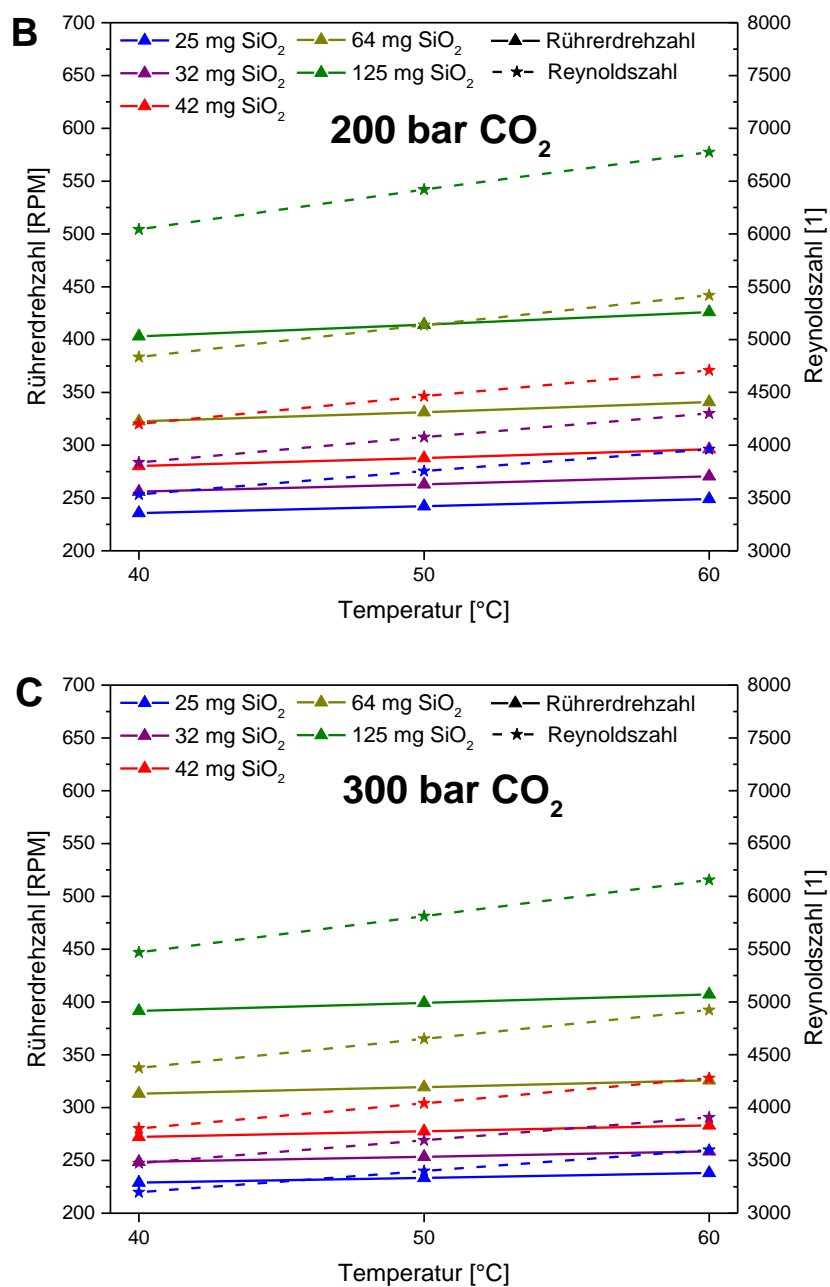 B
25 mg SiO₂ 64 mg SiO₂ Rührerdrehzahl
32 mg SiO₂ 125 mg SiO₂ Reynoldszahl
42 mg SiO₂
200 bar CO₂
700
650
600
550
500
450
400
350
300
250
200
Rührerdrehzahl [RPM]
8000
7500
7000
6500
6000
5500
5000
4500
4000
3500
3000
Reynoldszahl [1]
40 50 60
Temperatur [°C]
C
25 mg SiO₂ 64 mg SiO₂ Rührerdrehzahl
32 mg SiO₂ 125 mg SiO₂ Reynoldszahl
42 mg SiO₂
300 bar CO₂
700
650
600
550
500
450
400
350
300
250
200
Rührerdrehzahl [RPM]
8000
7500
7000
6500
6000
5500
5000
4500
4000
3500
3000
Reynoldszahl [1]
40 50 60
Temperatur [°C]